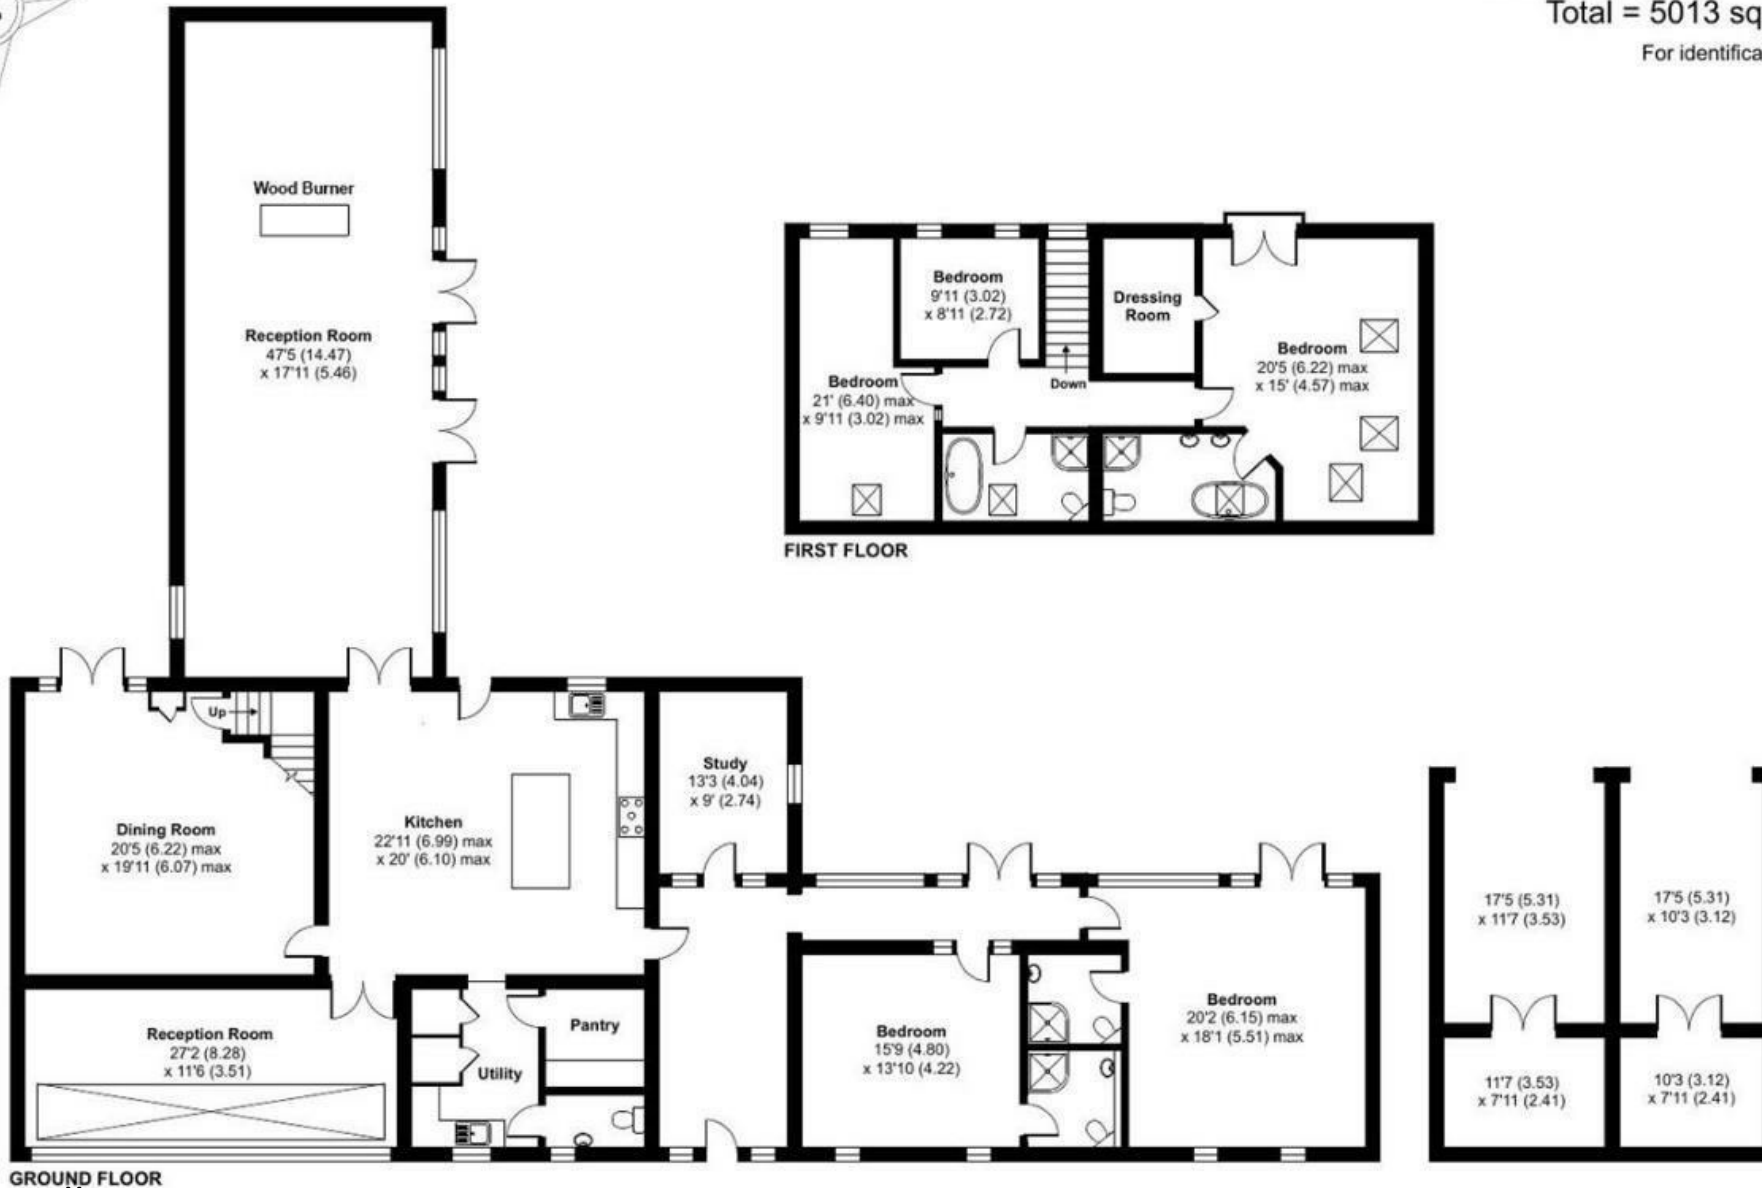 Total = 5013 sq
For identifica
Wood Burner
Reception Room
47'5 (14.47)
x 17'11 (5.46)
Bedroom
9'11 (3.02)
x 8'11 (2.72)
Dressing
Room
Bedroom
20'5 (6.22) max
x 15' (4.57) max
Bedroom
21' (6.40) max
x 9'11 (3.02) max
Down
FIRST FLOOR
Up
Dining Room
20'5 (6.22) max
x 19'11 (6.07) max
Kitchen
22'11 (6.99) max
x 20' (6.10) max
Study
13'3 (4.04)
x 9' (2.74)
Reception Room
27'2 (8.28)
x 11'6 (3.51)
Pantry
Utility
Bedroom
15'9 (4.80)
x 13'10 (4.22)
Bedroom
20'2 (6.15) max
x 18'1 (5.51) max
17'5 (5.31)
x 11'7 (3.53)
17'5 (5.31)
x 10'3 (3.12)
11'7 (3.53)
x 7'11 (2.41)
10'3 (3.12)
x 7'11 (2.41)
GROUND FLOOR